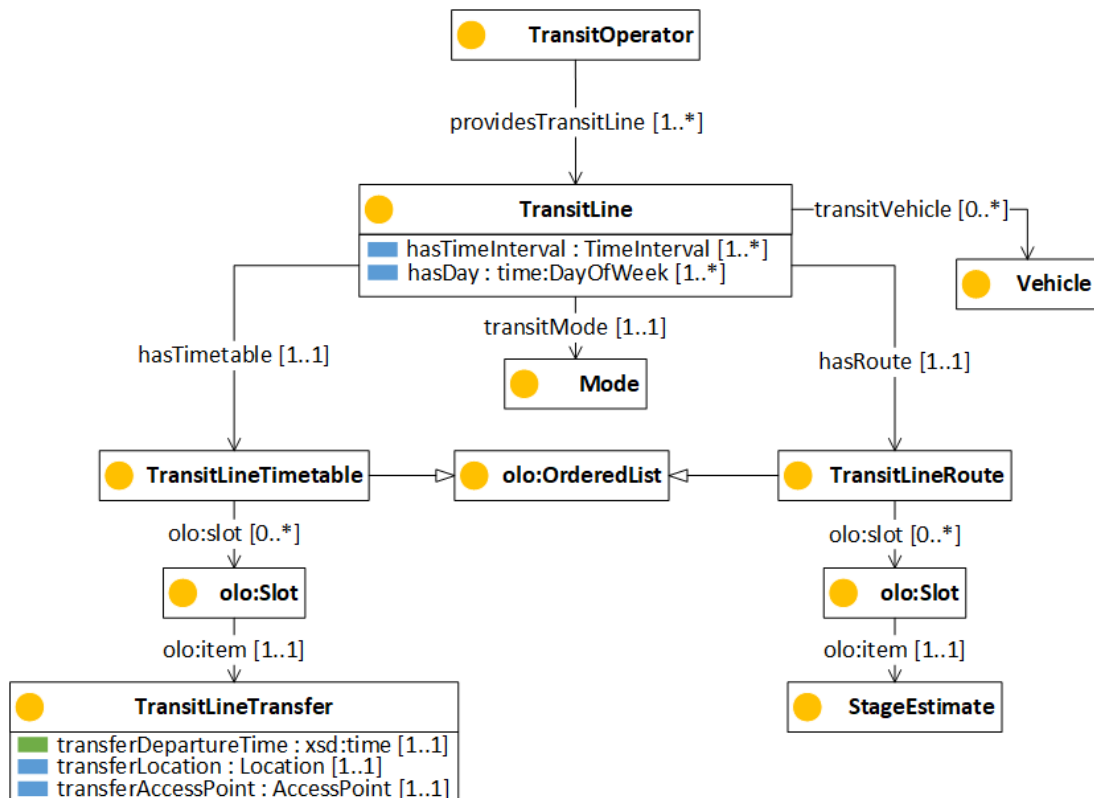 TransitOperator
providesTransitLine [1..*]
TransitLine
hasTimeInterval : TimeInterval [1..*]
hasDay : time:DayOfWeek [1..*]
transitVehicle [0..*]
Vehicle
hasTimetable [1..1]
transitMode [1..1]
hasRoute [1..1]
Mode
TransitLineTimetable
olo:OrderedList
TransitLineRoute
olo:slot [0..*]
olo:slot [0..*]
olo:Slot
olo:Slot
olo:item [1..1]
olo:item [1..1]
TransitLineTransfer
transferDepartureTime : xsd:time [1..1]
transferLocation : Location [1..1]
transferAccessPoint : AccessPoint [1..1]
StageEstimate